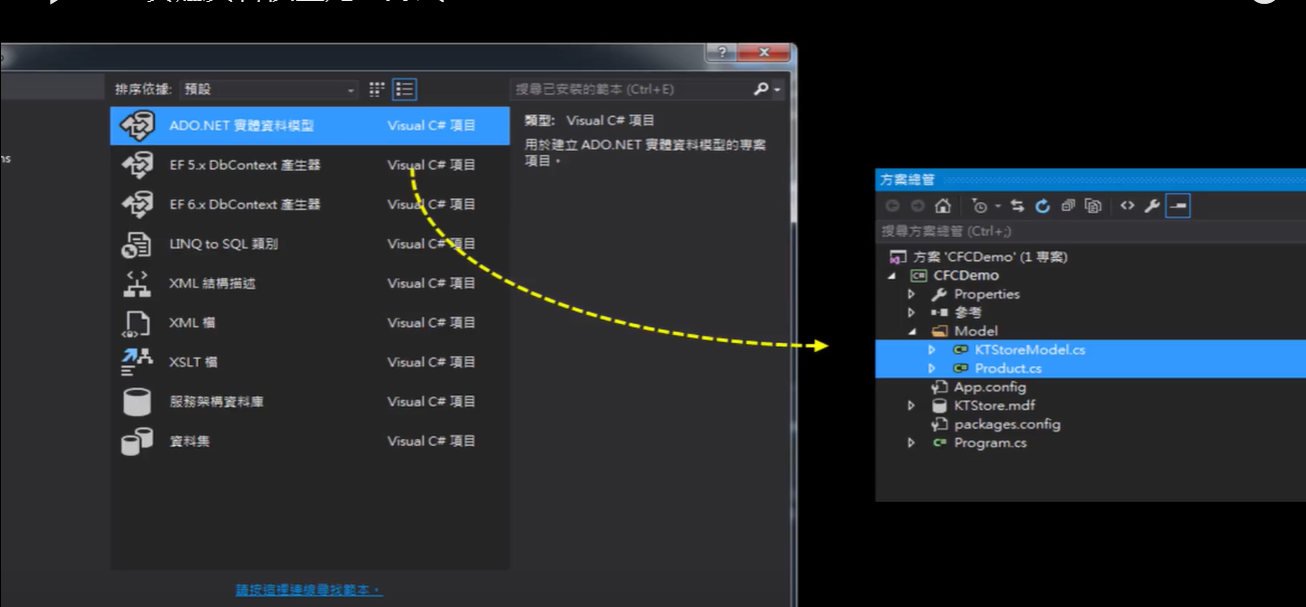 排序依據: 預設
搜尋已安裝的範本 (Ctrl+E)
ADO.NET 實體資料模型 Visual C# 項目
EF 5.x DbContext 產生器 Visual C# 項目
EF 6.x DbContext 產生器 Visual C# 項目
LINQ to SQL 類別 Visual C# 項目
XML 結構描述 Visual C# 項目
XML 檔 Visual C# 項目
XSLT 檔 Visual C# 項目
服務架構資料庫 Visual C# 項目
資料集 Visual C# 項目
請按這裡連線尋找範本。
類型: Visual C# 項目
用於建立 ADO.NET 實體資料模型的專案
項目。
方案總管
搜尋方案總管 (Ctrl+;)
方案 'CFCDemo' (1 專案)
CFCDemo
Properties
參考
Model
KTStoreModel.cs
Product.cs
App.config
KTStore.mdf
packages.config
Program.cs